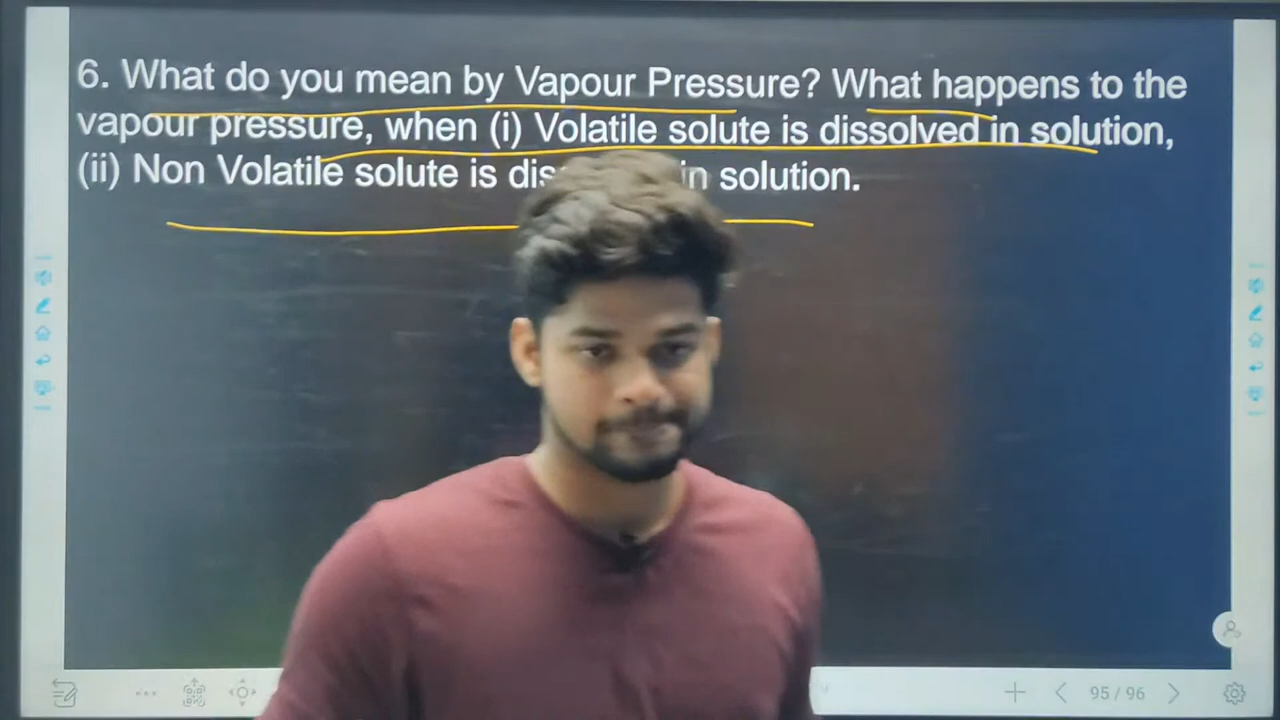 6. What do you mean by Vapour Pressure? What happens to the
vapour pressure, when (i) Volatile solute is dissolved in solution,
(ii) Non Volatile solute is in solution.
95 / 96